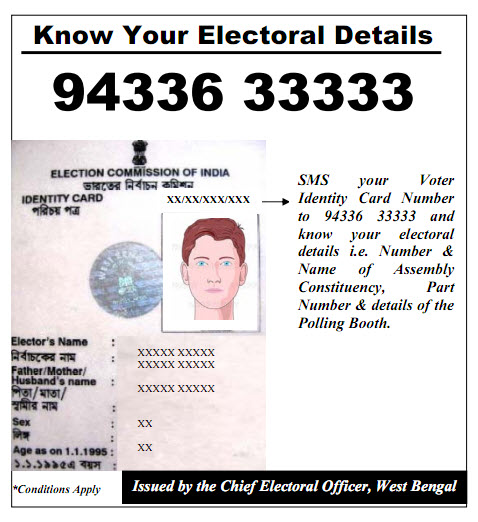 Know Your Electoral Details
94336 33333
ELECTION COMMISSION OF INDIA
ভারতের নির্বাচন কমিশন
IDENTITY CARD
পরিচয় পত্র
XX/XX/XXX/XXX
SMS your Voter
Identity Card Number
to 94336 33333 and
know your electoral
details i.e. Number &
Name of Assembly
Constituency, Part
Number & details of the
Polling Booth.
Elector's Name :
XXXXX XXXXX
নির্বাচকের নাম :
XXXXX XXXXX
Father/Mother/
Husband's name :
XXXXX XXXXX
পিতা/মাতা/
স্বামীর নাম :
Sex :
XX
লিঙ্গ :
Age as on 1.1.1995 :
XX
১.১.১৯৯৫এ বয়স :
*Conditions Apply
Issued by the Chief Electoral Officer, West Bengal